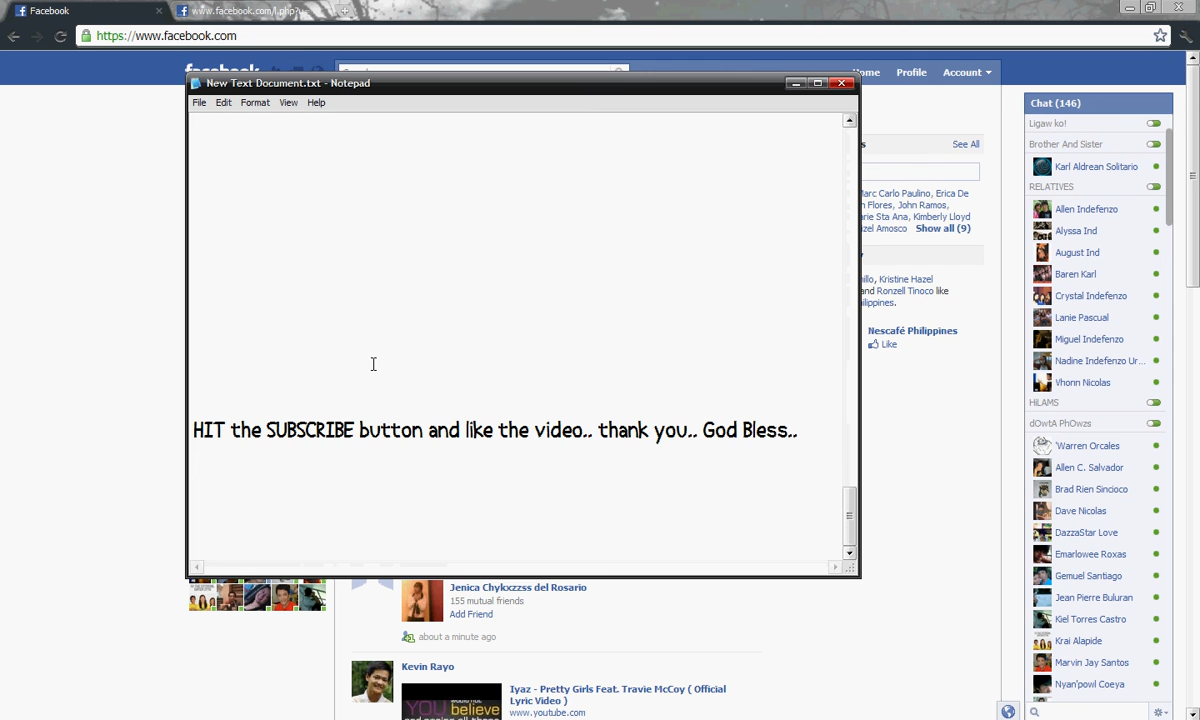 Facebook
www.facebook.com/l.php?u=
https://www.facebook.com
facebook
Home Profile Account
New Text Document.txt - Notepad
File Edit Format View Help
HIT the SUBSCRIBE button and like the video.. thank you.. God Bless..
See All
Marc Carlo Paulino, Erica De
Flores, John Ramos,
Sta Ana, Kimberly Lloyd
Amosco Show all (9)
Kristine Hazel
and Ronzell Tinoco like
Nescafé Philippines
Like
Jenica Chykxzzss del Rosario
155 mutual friends
Add Friend
about a minute ago
Kevin Rayo
YOU believe
Iyaz - Pretty Girls Feat. Travie McCoy ( Official
Lyric Video )
www.youtube.com
Chat (146)
Ligaw ko!
Brother And Sister
Karl Aldrean Solitario
RELATIVES
Allen Indefenzo
Alyssa Ind
August Ind
Baren Karl
Crystal Indefenzo
Lanie Pascual
Miguel Indefenzo
Nadine Indefenzo Ur...
Vhonn Nicolas
HiLAMS
dOwtA PhOwzs
'Warren Orcales
Allen C. Salvador
Brad Rien Sincioco
Dave Nicolas
DazzaStar Love
Emarlowee Roxas
Gemuel Santiago
Jean Pierre Buluran
Kiel Torres Castro
Krai Alapide
Marvin Jay Santos
Nyan'powl Coeya